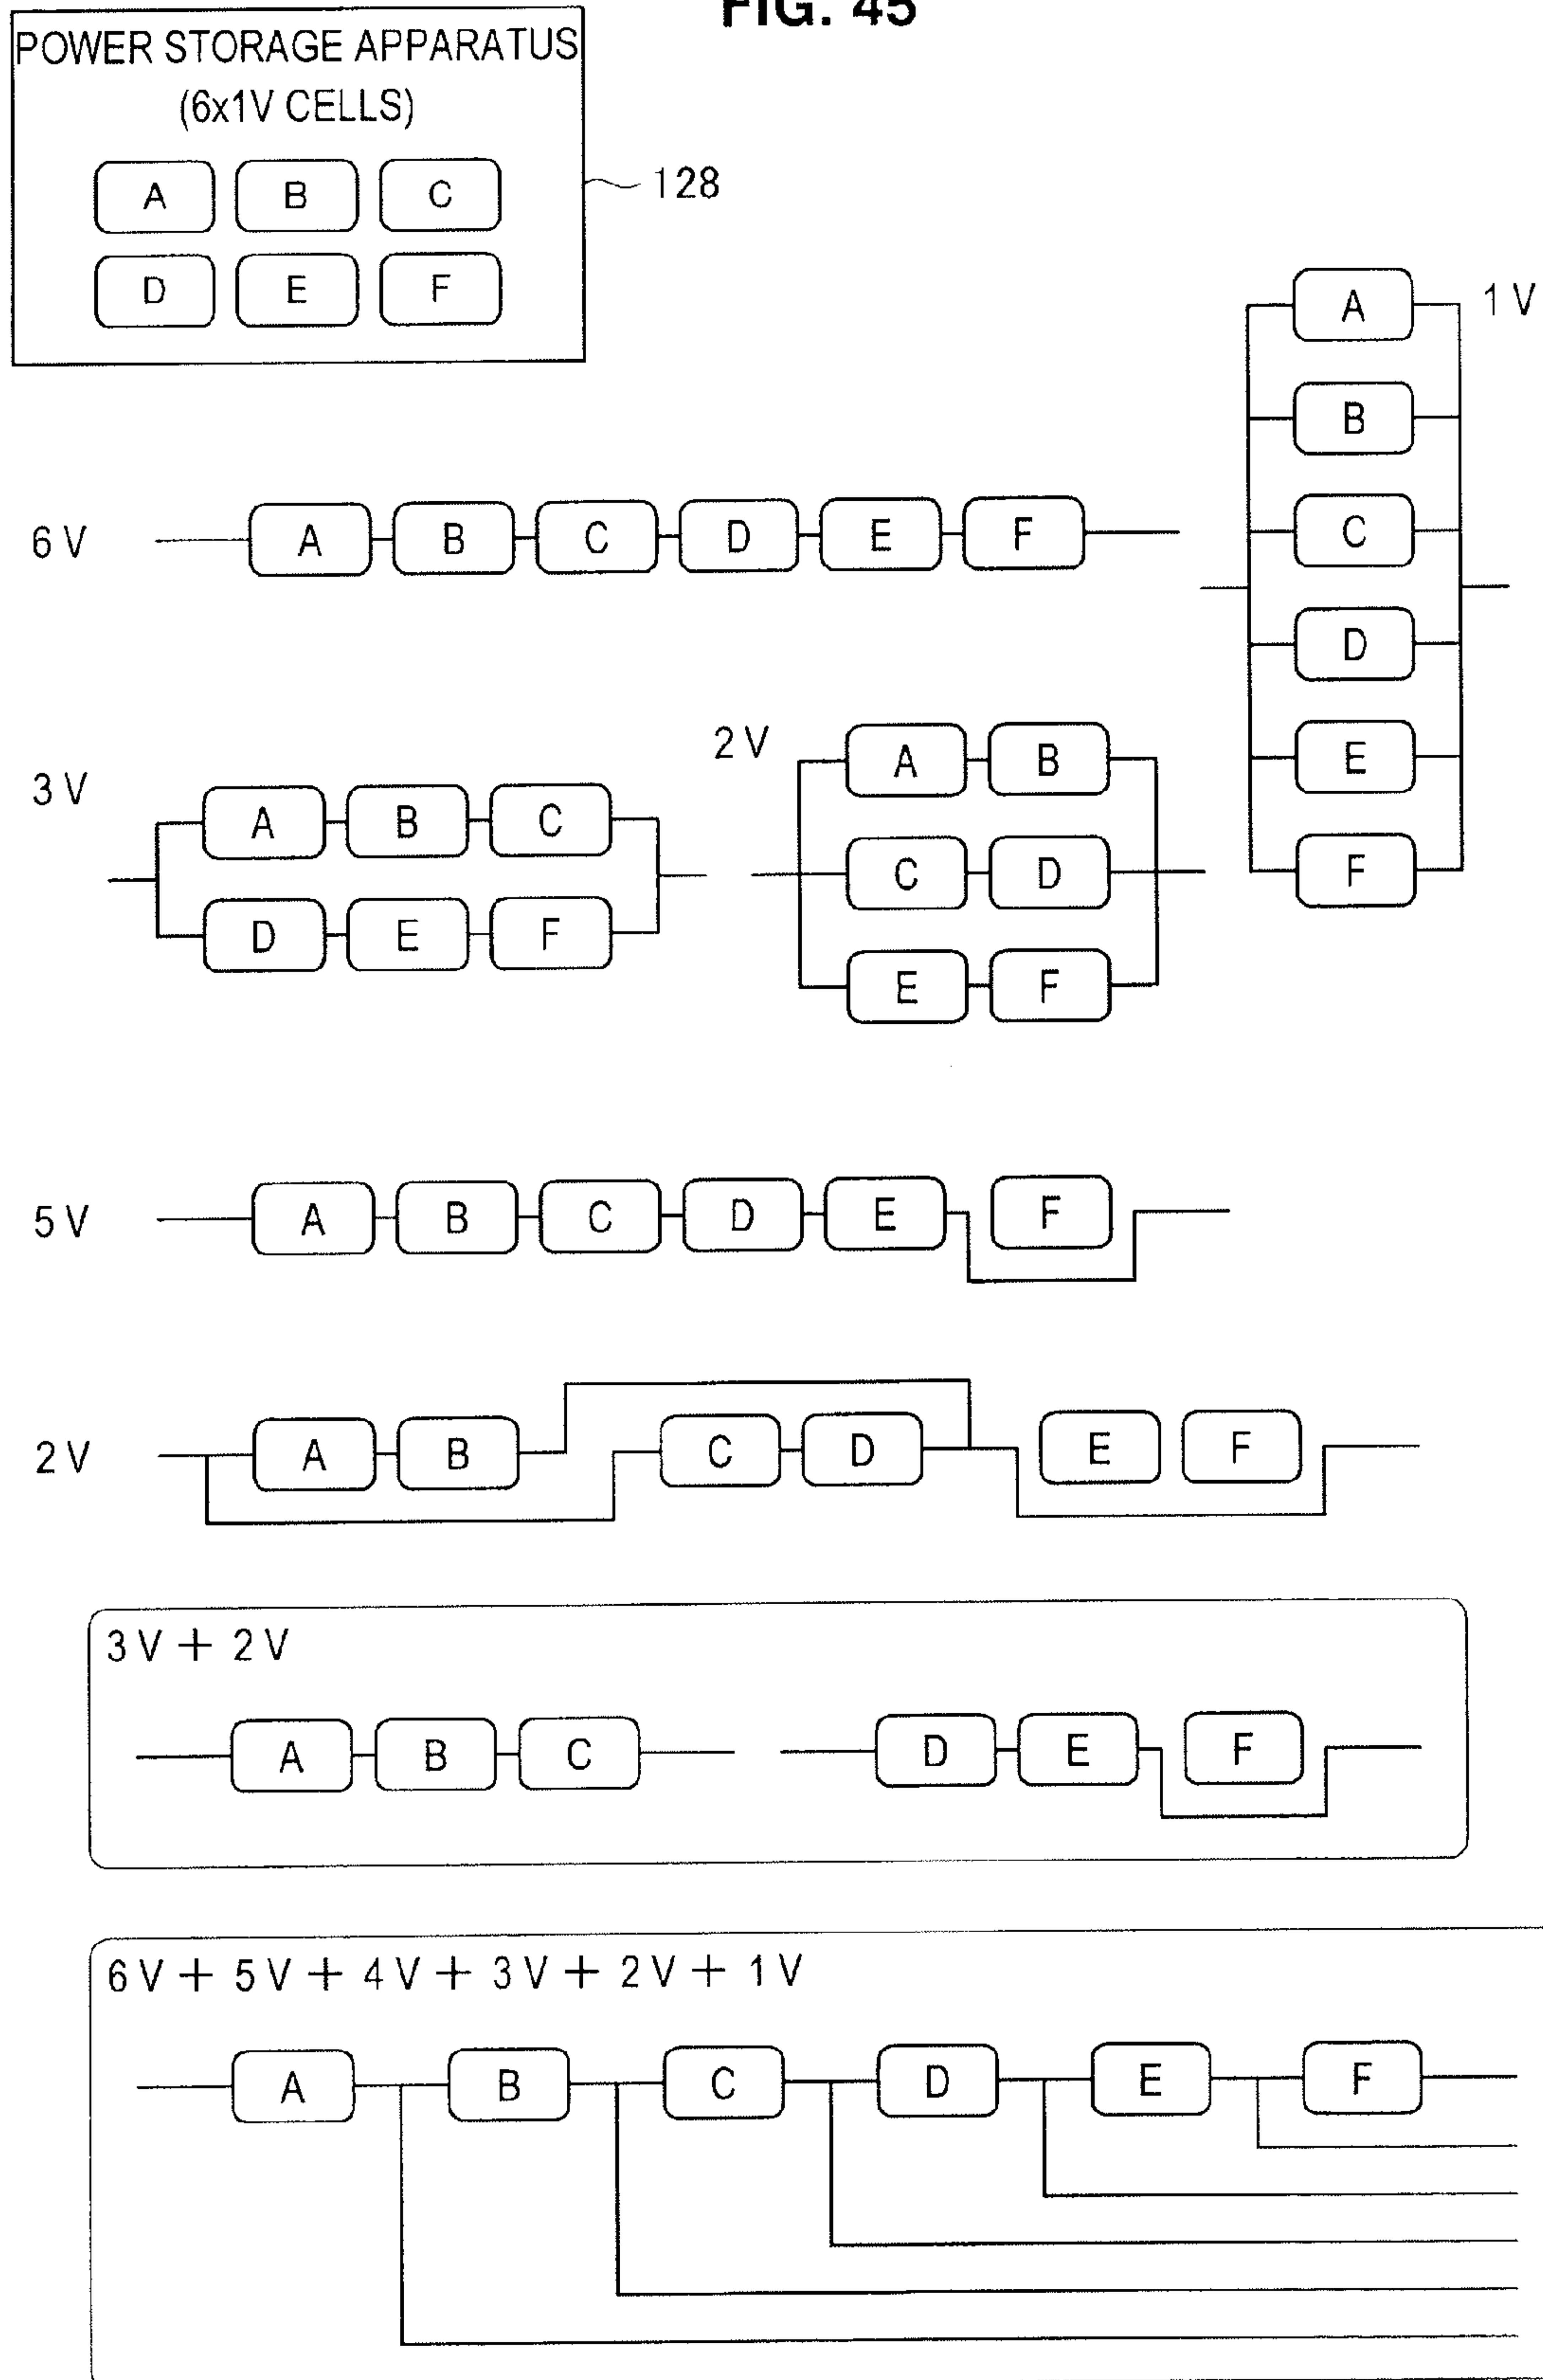 FIG. 45
POWER STORAGE APPARATUS
(6x1V CELLS)
A B C
D E F
128
1 V
A
B
C
D
E
F
6 V A B C D E F
3 V
A B C
D E F
2 V
A B
C D
E F
5 V A B C D E F
2 V A B C D E F
3 V + 2 V
A B C D E F
6 V + 5 V + 4 V + 3 V + 2 V + 1 V
A B C D E F